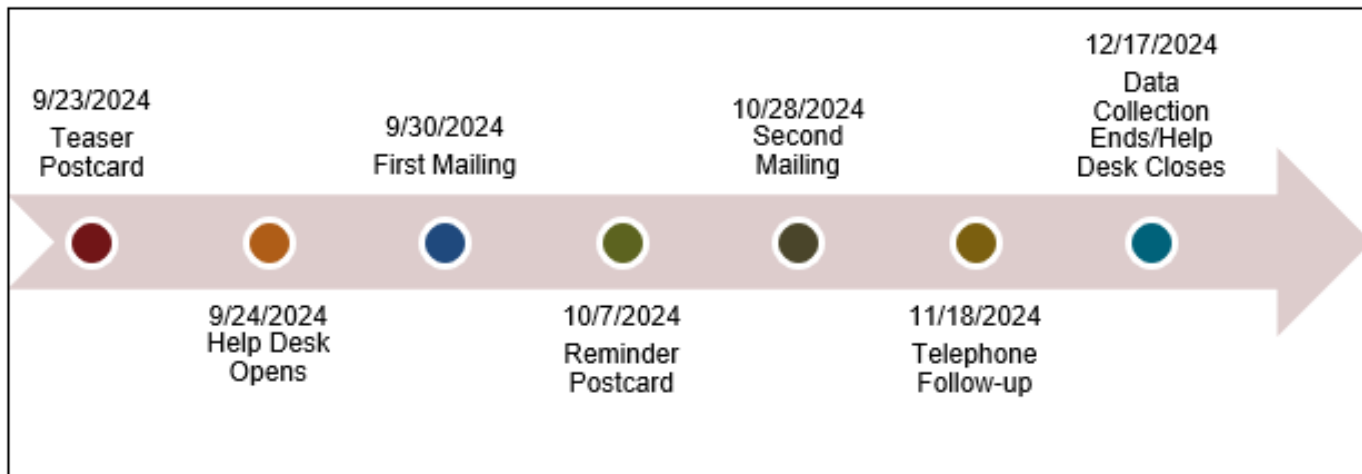 9/23/2024
Teaser
Postcard
9/24/2024
Help Desk
Opens
9/30/2024
First Mailing
10/7/2024
Reminder
Postcard
10/28/2024
Second
Mailing
11/18/2024
Telephone
Follow-up
12/17/2024
Data
Collection
Ends/Help
Desk Closes